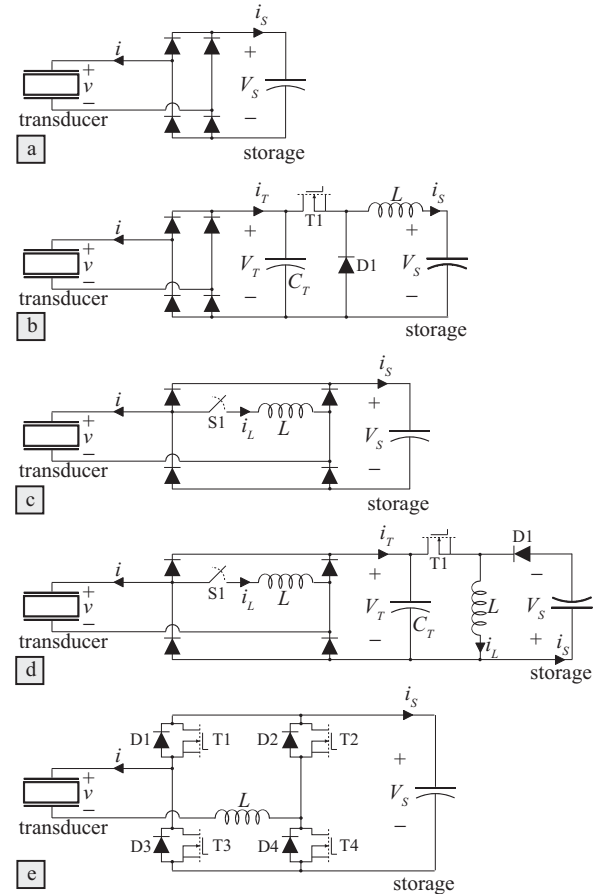 i
i_S
+
v
−
transducer
+
V_S
−
storage
a
i
i_T
T1
L
i_S
+
v
−
transducer
+
V_T
−
C_T
D1
+
V_S
−
storage
b
i
i_S
+
v
−
transducer
S1
i_L
L
+
V_S
−
storage
c
i
i_T
T1
D1
+
v
−
transducer
S1
i_L
L
+
V_T
−
C_T
L
i_L
−
V_S
+
i_S
storage
d
i
i_S
D1
T1
D2
T2
+
v
−
transducer
L
D3
T3
D4
T4
+
V_S
−
storage
e